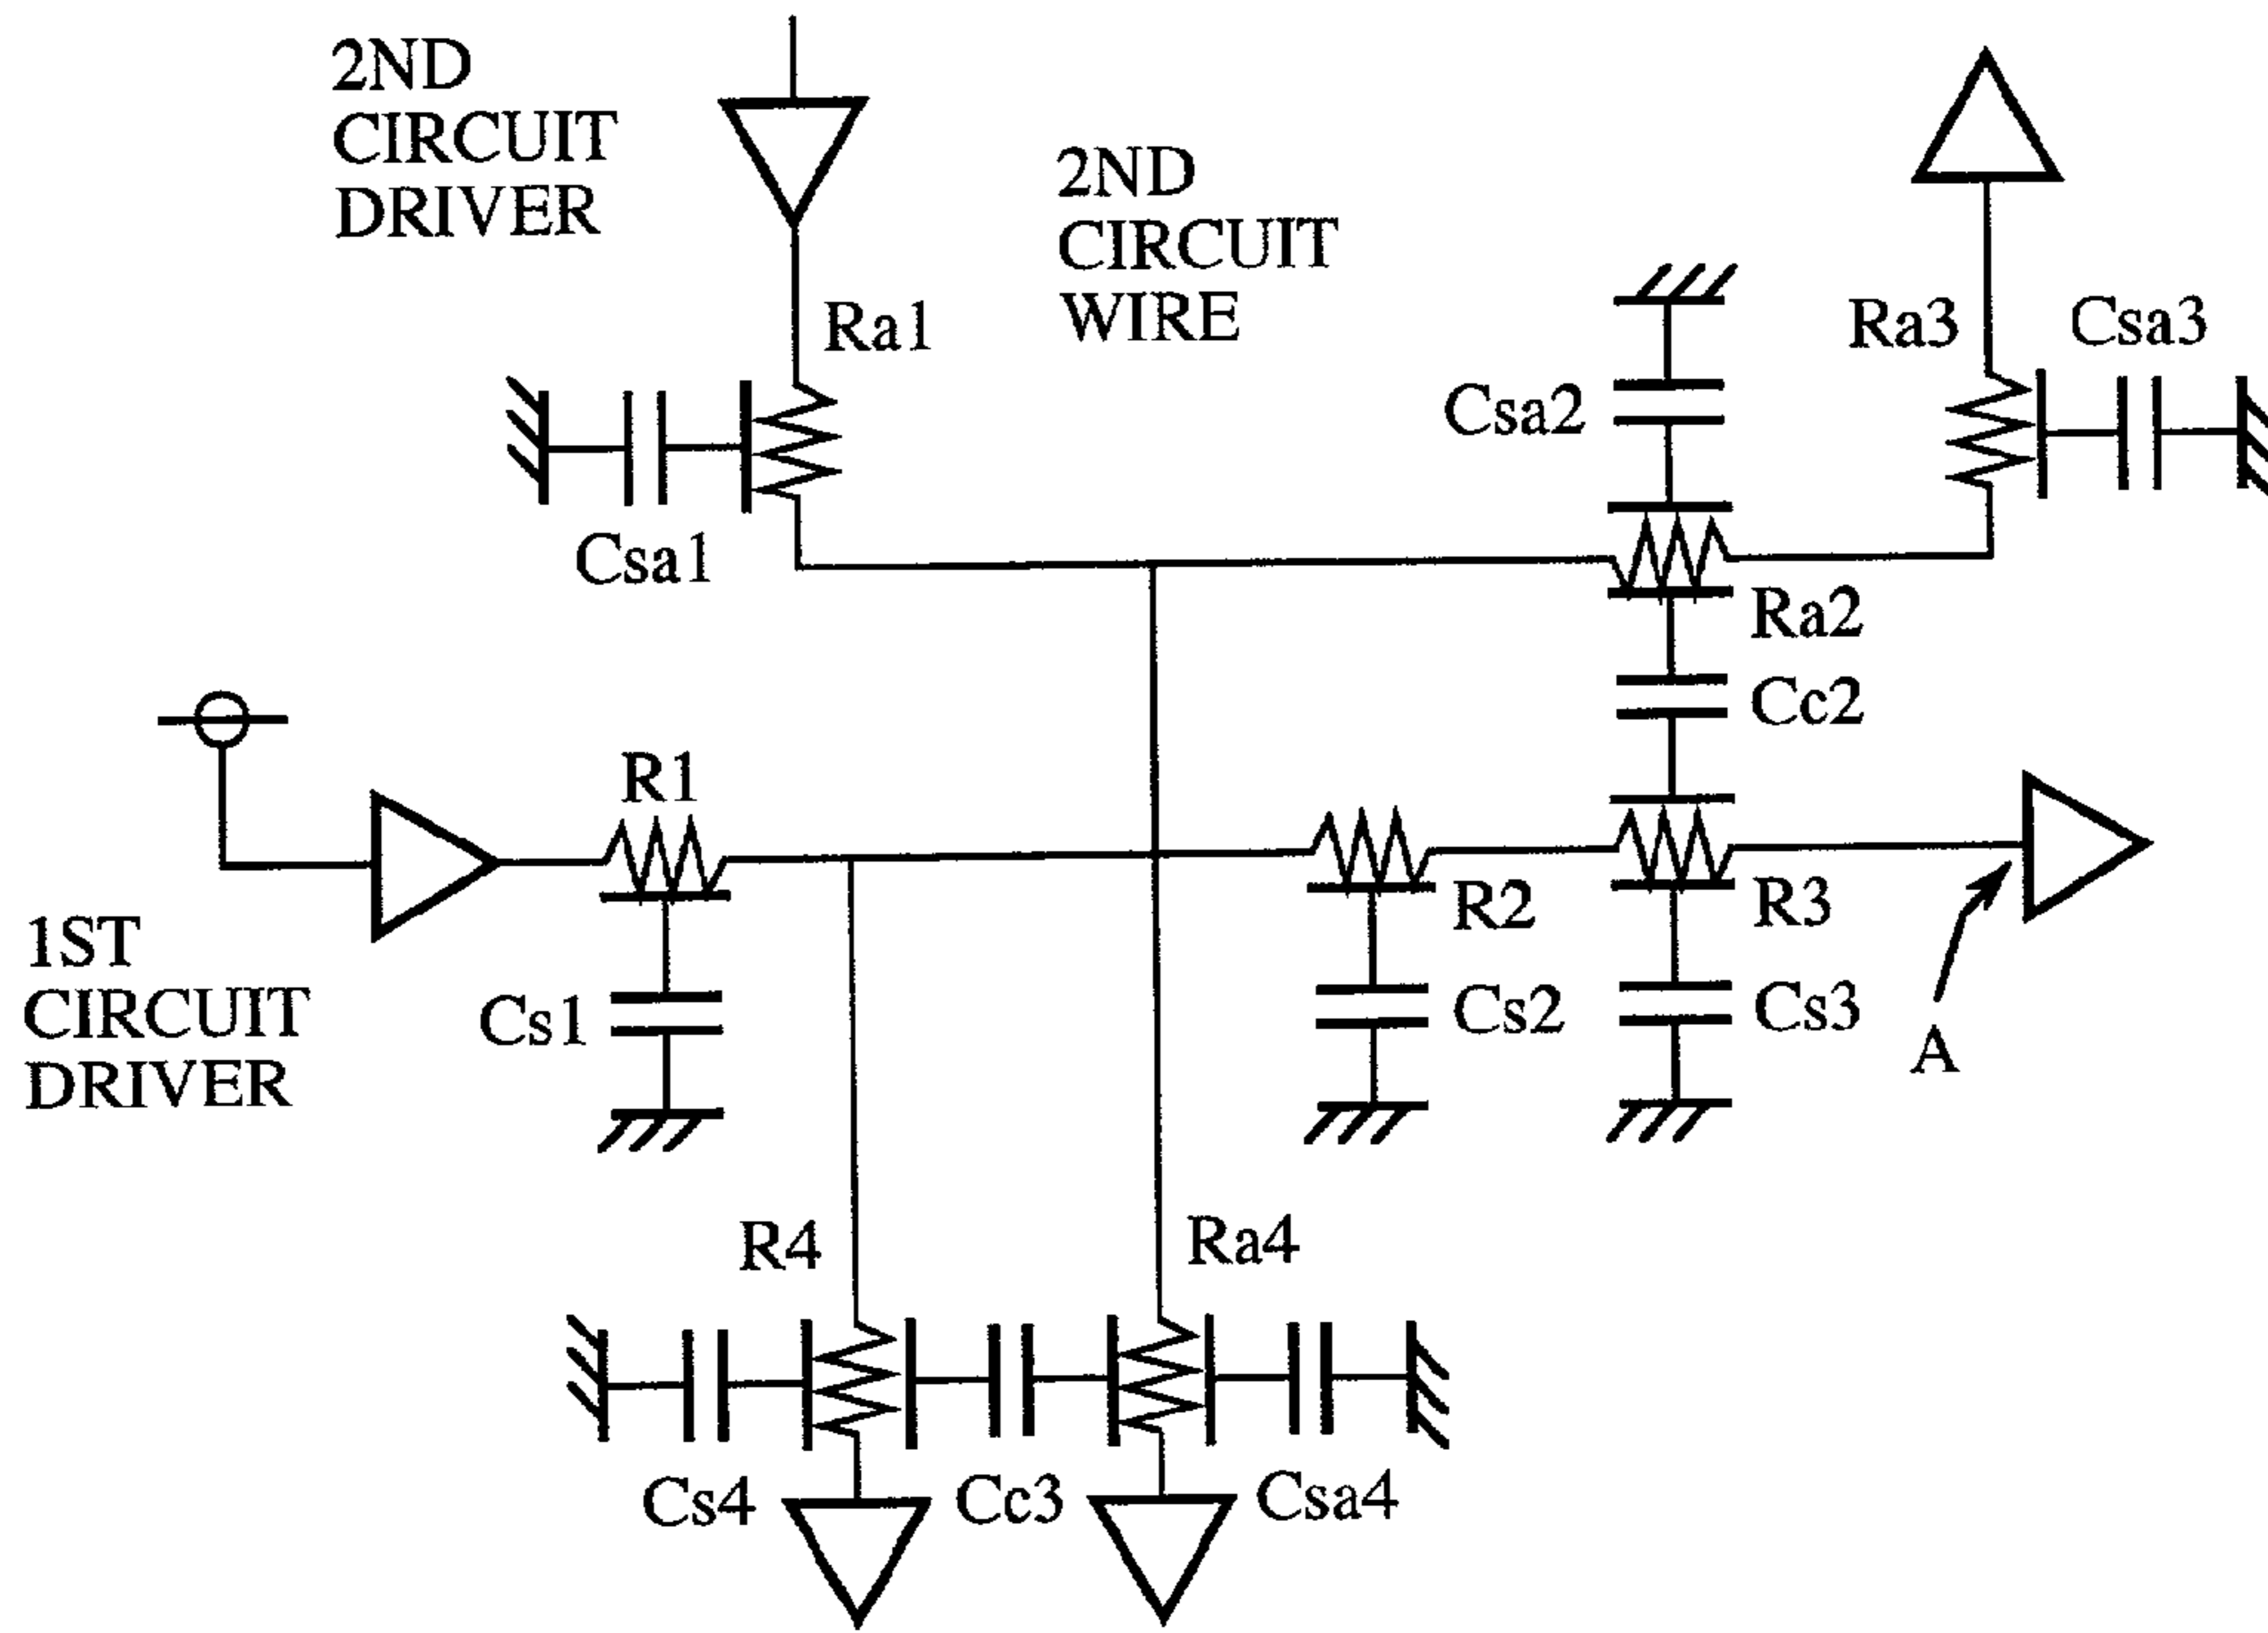 2ND
CIRCUIT
DRIVER
2ND
CIRCUIT
WIRE
Ra1
Ra3
Csa3
Csa2
Csa1
Ra2
Cc2
R1
R2
R3
1ST
CIRCUIT
DRIVER
Cs1
Cs2
Cs3
A
R4
Ra4
Cs4
Cc3
Csa4